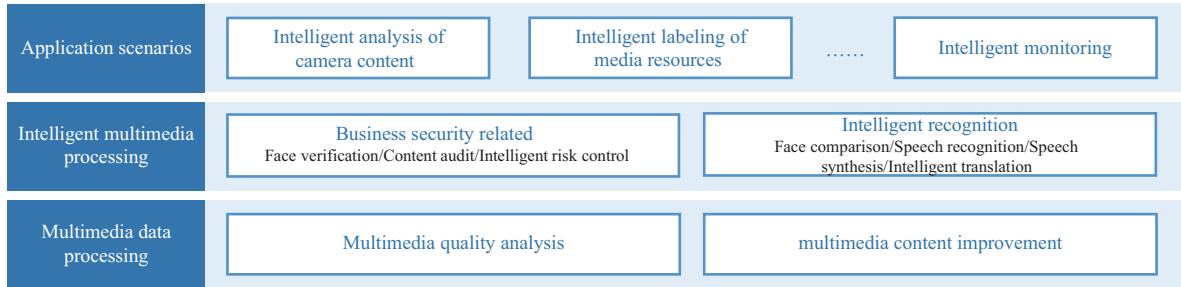 Application scenarios
Intelligent analysis of
camera content
Intelligent labeling of
media resources
……
Intelligent monitoring
Intelligent multimedia
processing
Business security related
Face verification/Content audit/Intelligent risk control
Intelligent recognition
Face comparison/Speech recognition/Speech
synthesis/Intelligent translation
Multimedia data
processing
Multimedia quality analysis
multimedia content improvement